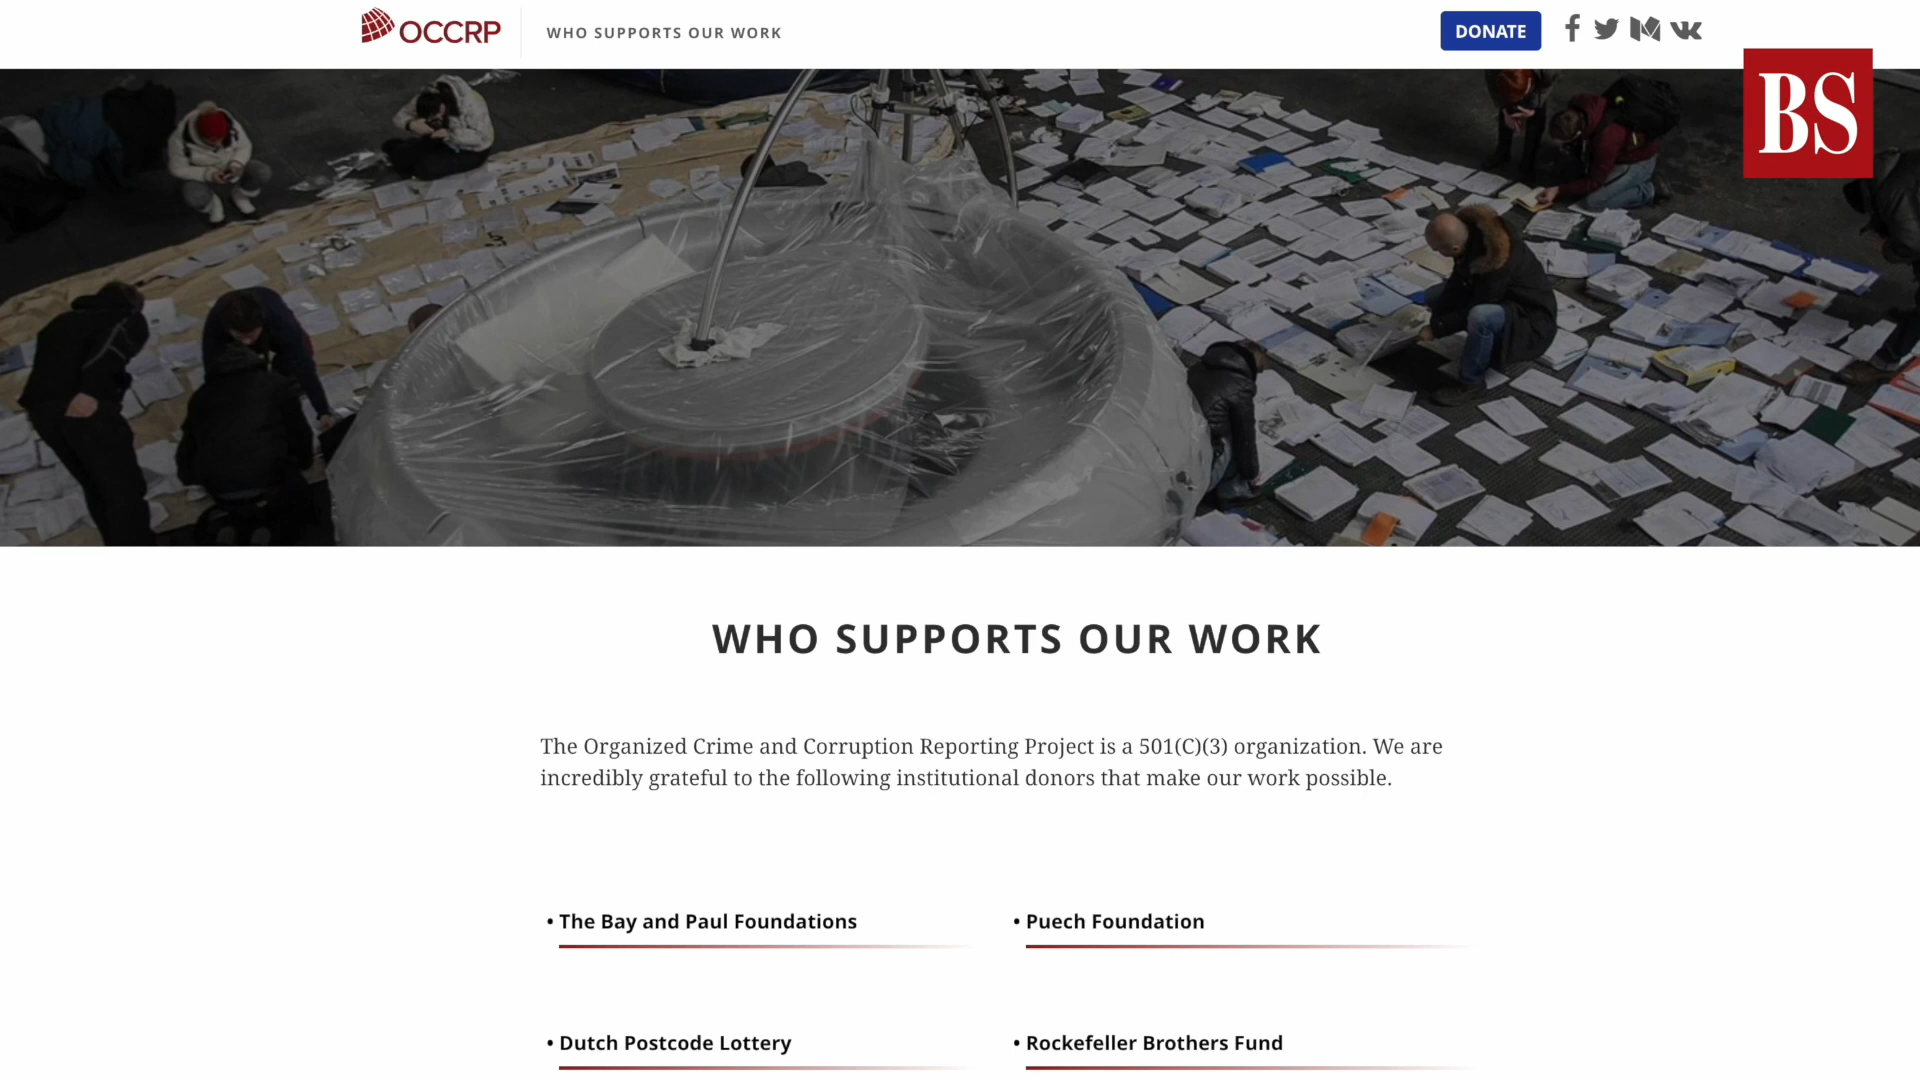 OCCRP
WHO SUPPORTS OUR WORK
DONATE
BS
WHO SUPPORTS OUR WORK
The Organized Crime and Corruption Reporting Project is a 501(C)(3) organization. We are
incredibly grateful to the following institutional donors that make our work possible.
• The Bay and Paul Foundations
• Puech Foundation
• Dutch Postcode Lottery
• Rockefeller Brothers Fund